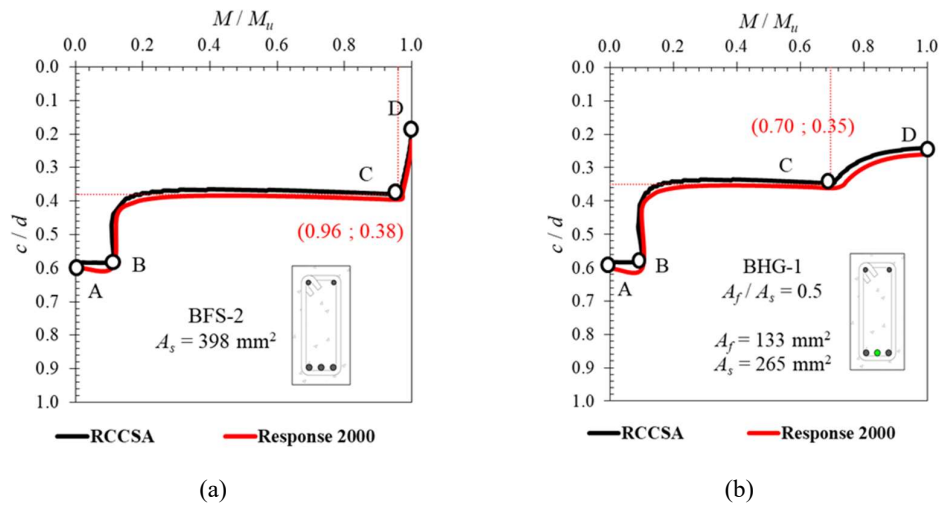 M / Mu
0.0 0.2 0.4 0.6 0.8 1.0
0.0
0.1
0.2
0.3
0.4
0.5
0.6
0.7
0.8
0.9
1.0
c / d
D
C
(0.96 ; 0.38)
B
A
BFS-2
As = 398 mm²
RCCSA Response 2000
(a)
M / Mu
0.0 0.2 0.4 0.6 0.8 1.0
0.0
0.1
0.2
0.3
0.4
0.5
0.6
0.7
0.8
0.9
1.0
c / d
(0.70 ; 0.35)
D
C
B
A
BHG-1
Af / As = 0.5
Af = 133 mm²
As = 265 mm²
RCCSA Response 2000
(b)